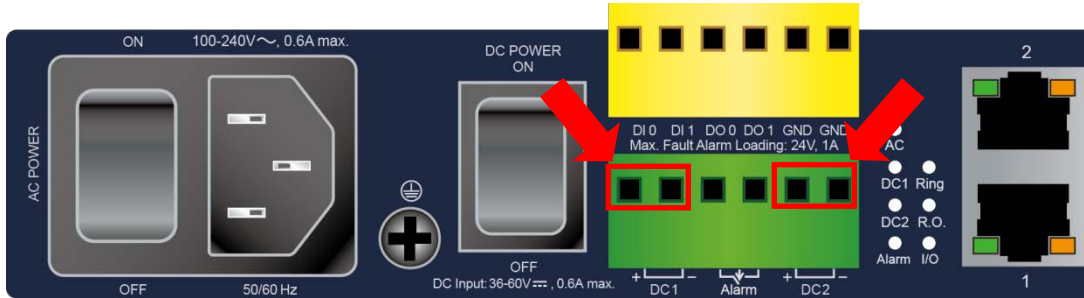 ON
100-240V～, 0.6A max.
AC POWER
OFF
50/60 Hz
DC POWER
ON
OFF
DC Input: 36-60V⎓, 0.6A max.
DI 0 DI 1 DO 0 DO 1 GND GND
Max. Fault Alarm Loading: 24V, 1A
+ − + −
DC1 Alarm DC2
AC
DC1 Ring
DC2 R.O.
Alarm I/O
2
1